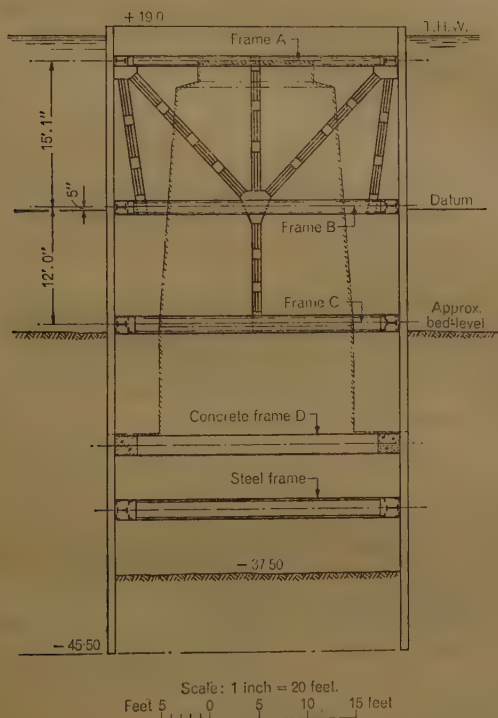 + 19.0
T.H.W.
Frame A
15'. 1"
5"
Datum
Frame B
12'. 0"
Frame C
Approx.
bed-level
Concrete frame D
Steel frame
− 37.50
− 45.50
Scale: 1 inch = 20 feet.
Feet 5 0 5 10 15 feet